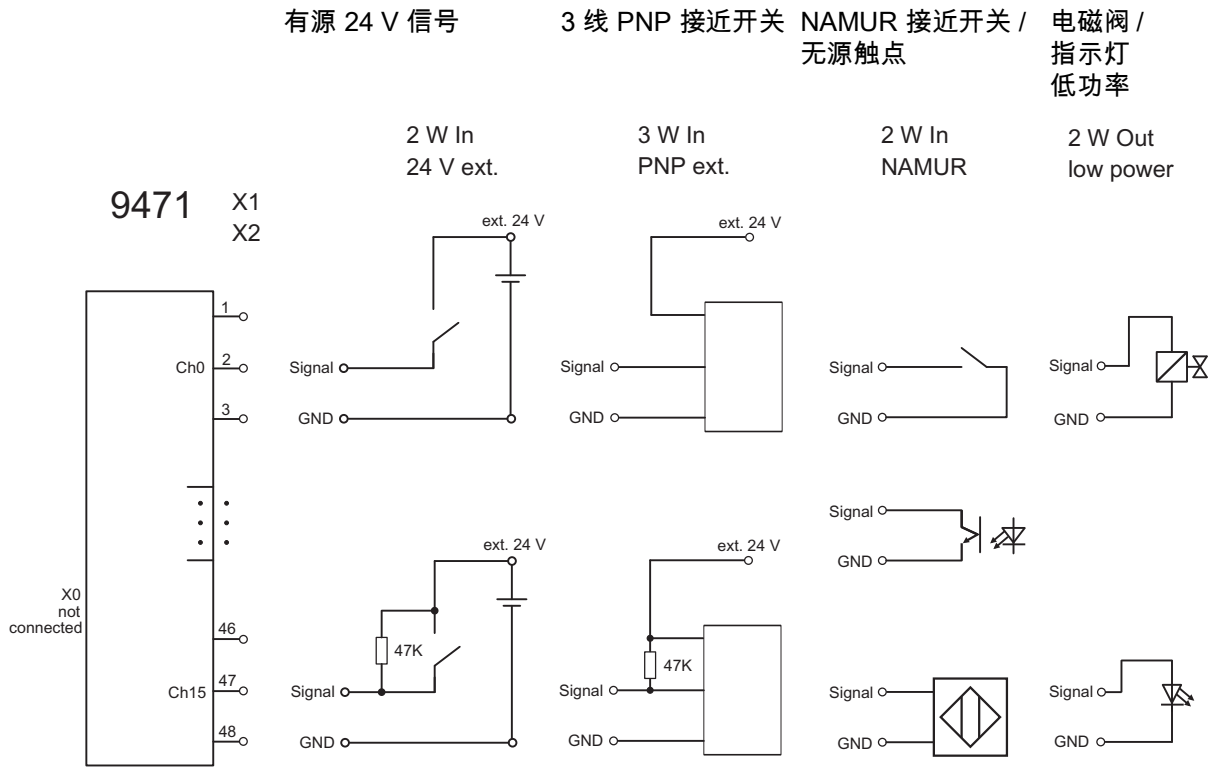 有源 24 V 信号
3 线 PNP 接近开关
NAMUR 接近开关 /
无源触点
电磁阀 /
指示灯
低功率
2 W In
24 V ext.
3 W In
PNP ext.
2 W In
NAMUR
2 W Out
low power
9471
X1
X2
1
Ch0
2
3
X0
not
connected
46
Ch15
47
48
ext. 24 V
Signal
GND
ext. 24 V
47K
Signal
GND
ext. 24 V
Signal
GND
ext. 24 V
47K
Signal
GND
Signal
GND
Signal
GND
Signal
GND
Signal
GND
Signal
GND